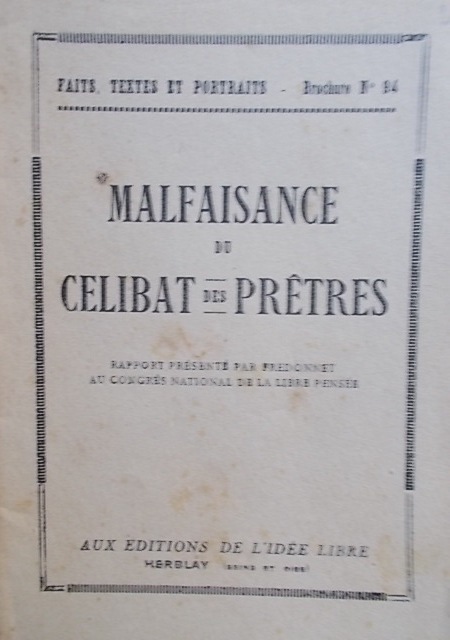 FAITS, TEXTES ET PORTRAITS - Brochure N° 84
MALFAISANCE
DU
CELIBAT DES PRÊTRES
RAPPORT PRÉSENTÉ PAR FREDONNET
AU CONGRÈS NATIONAL DE LA LIBRE PENSÉE
AUX EDITIONS DE L'IDÉE LIBRE
HERBLAY (SEINE ET OISE)